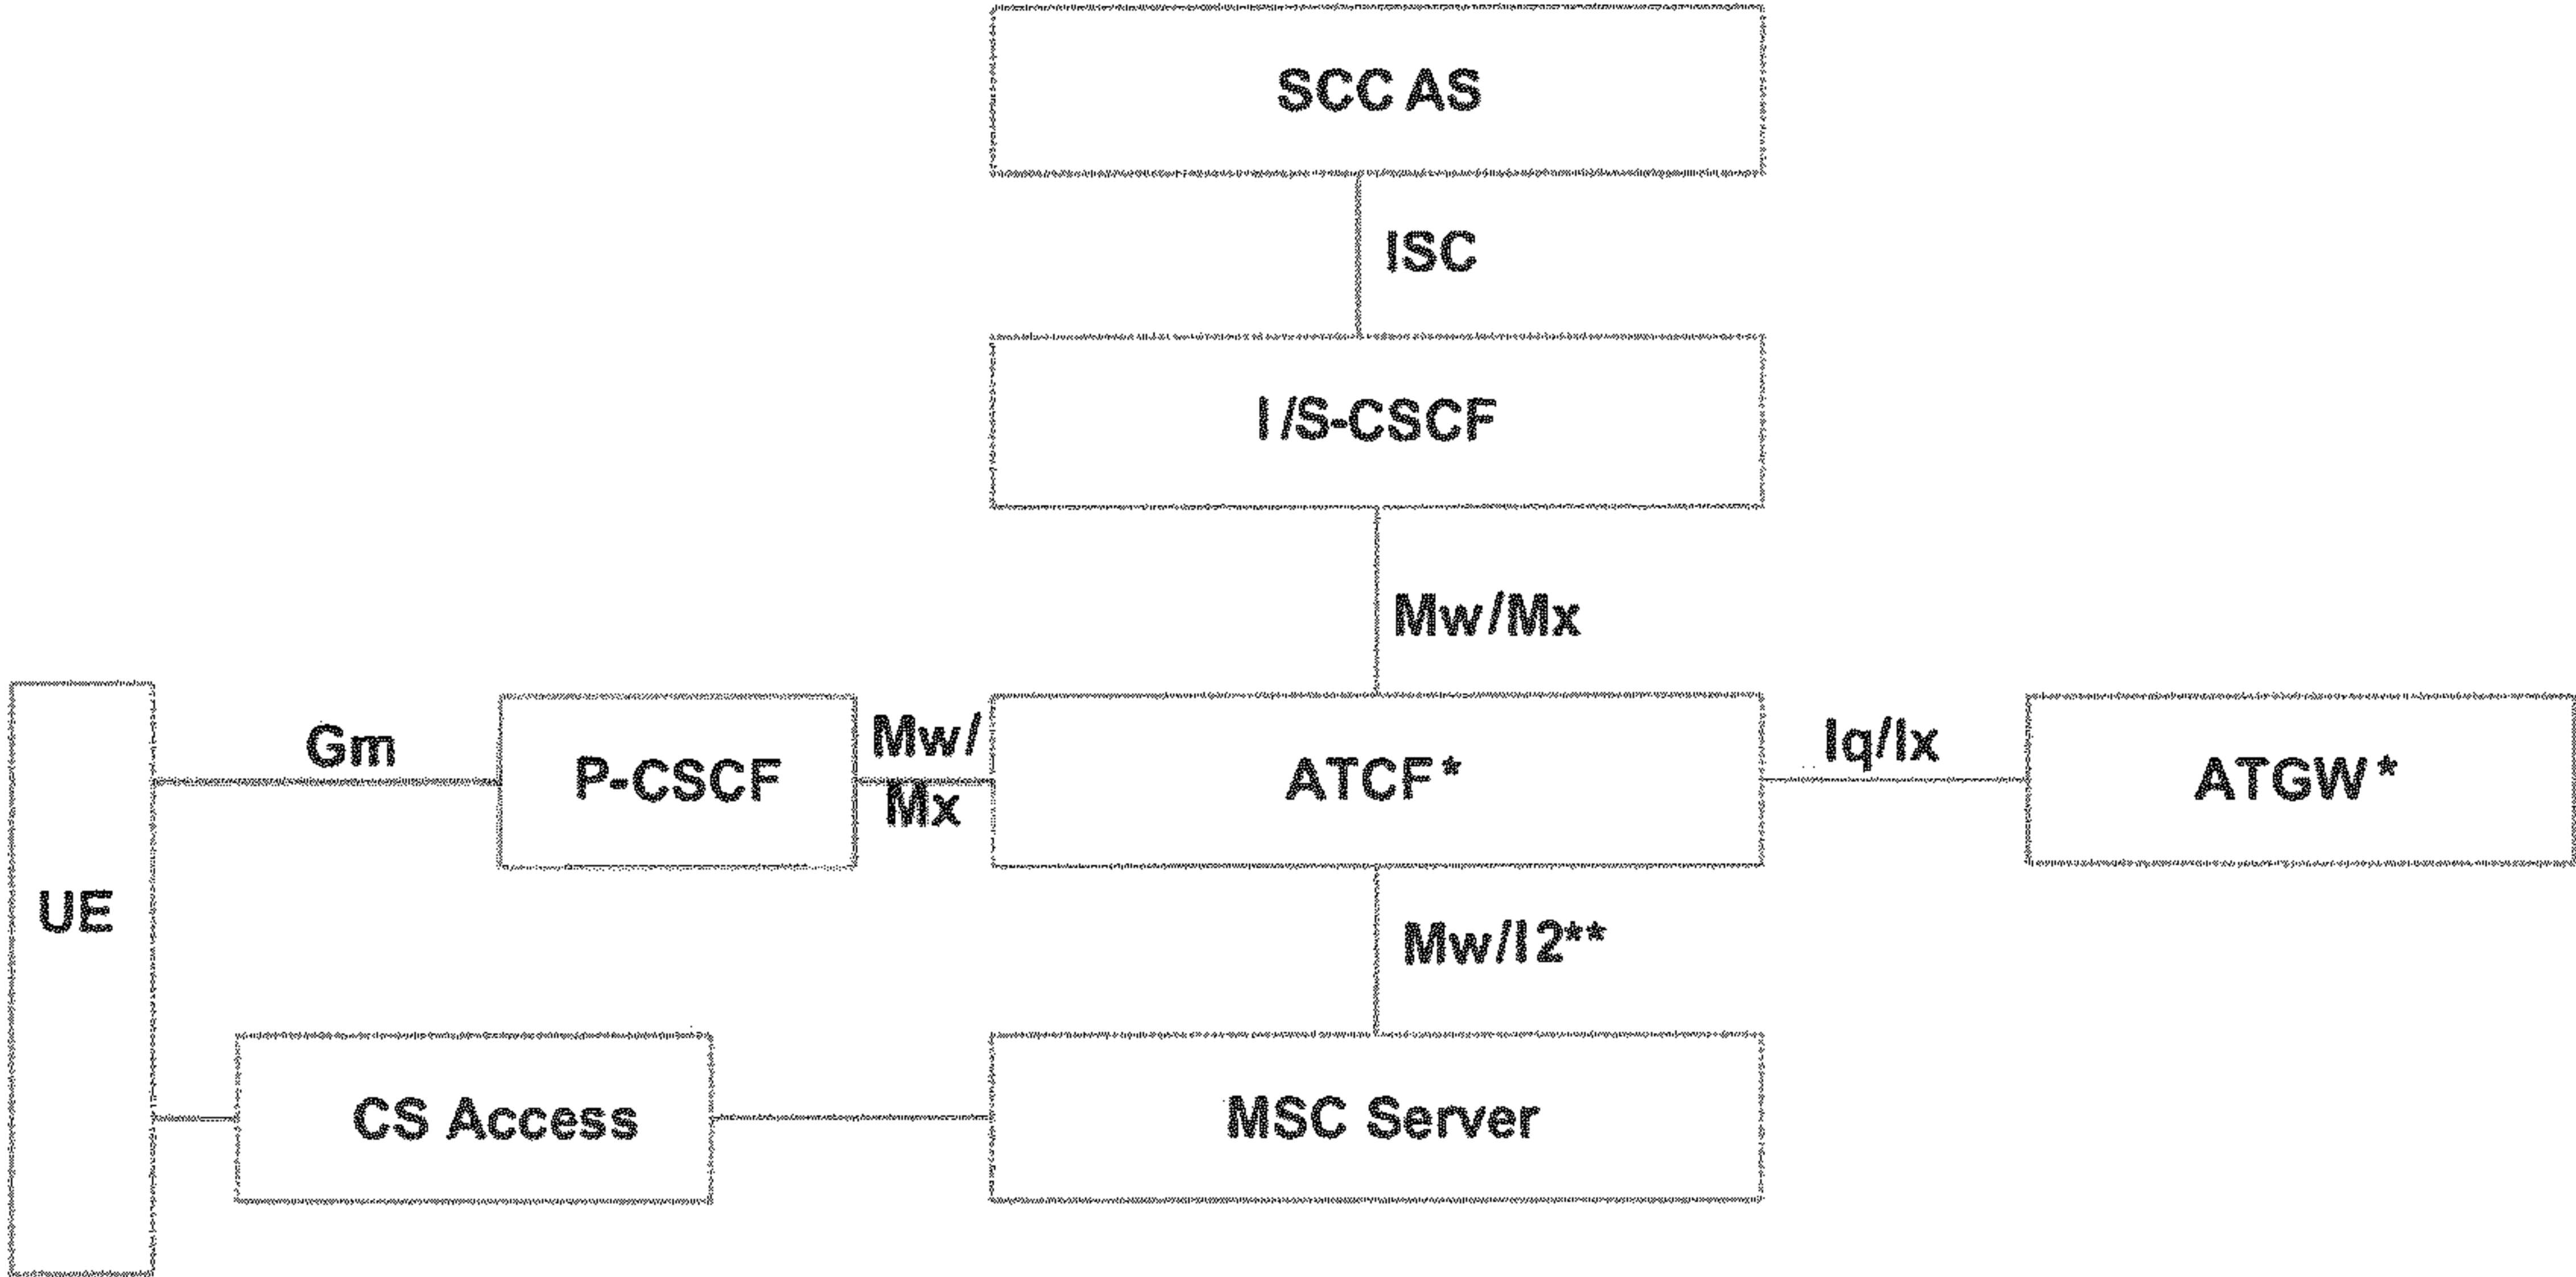 SCC AS
ISC
I/S-CSCF
Mw/Mx
Gm
P-CSCF
Mw/
Mx
ATCF*
Iq/Ix
ATGW*
UE
Mw/I2**
CS Access
MSC Server